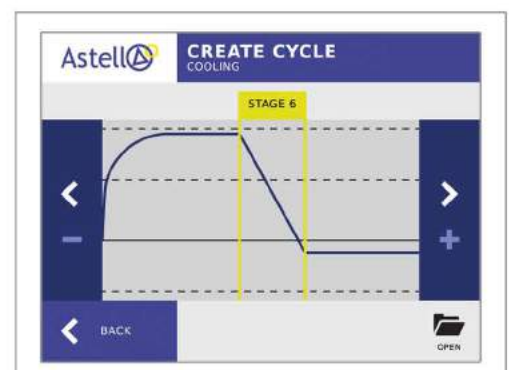 Astell
CREATE CYCLE
COOLING
STAGE 6
BACK
OPEN